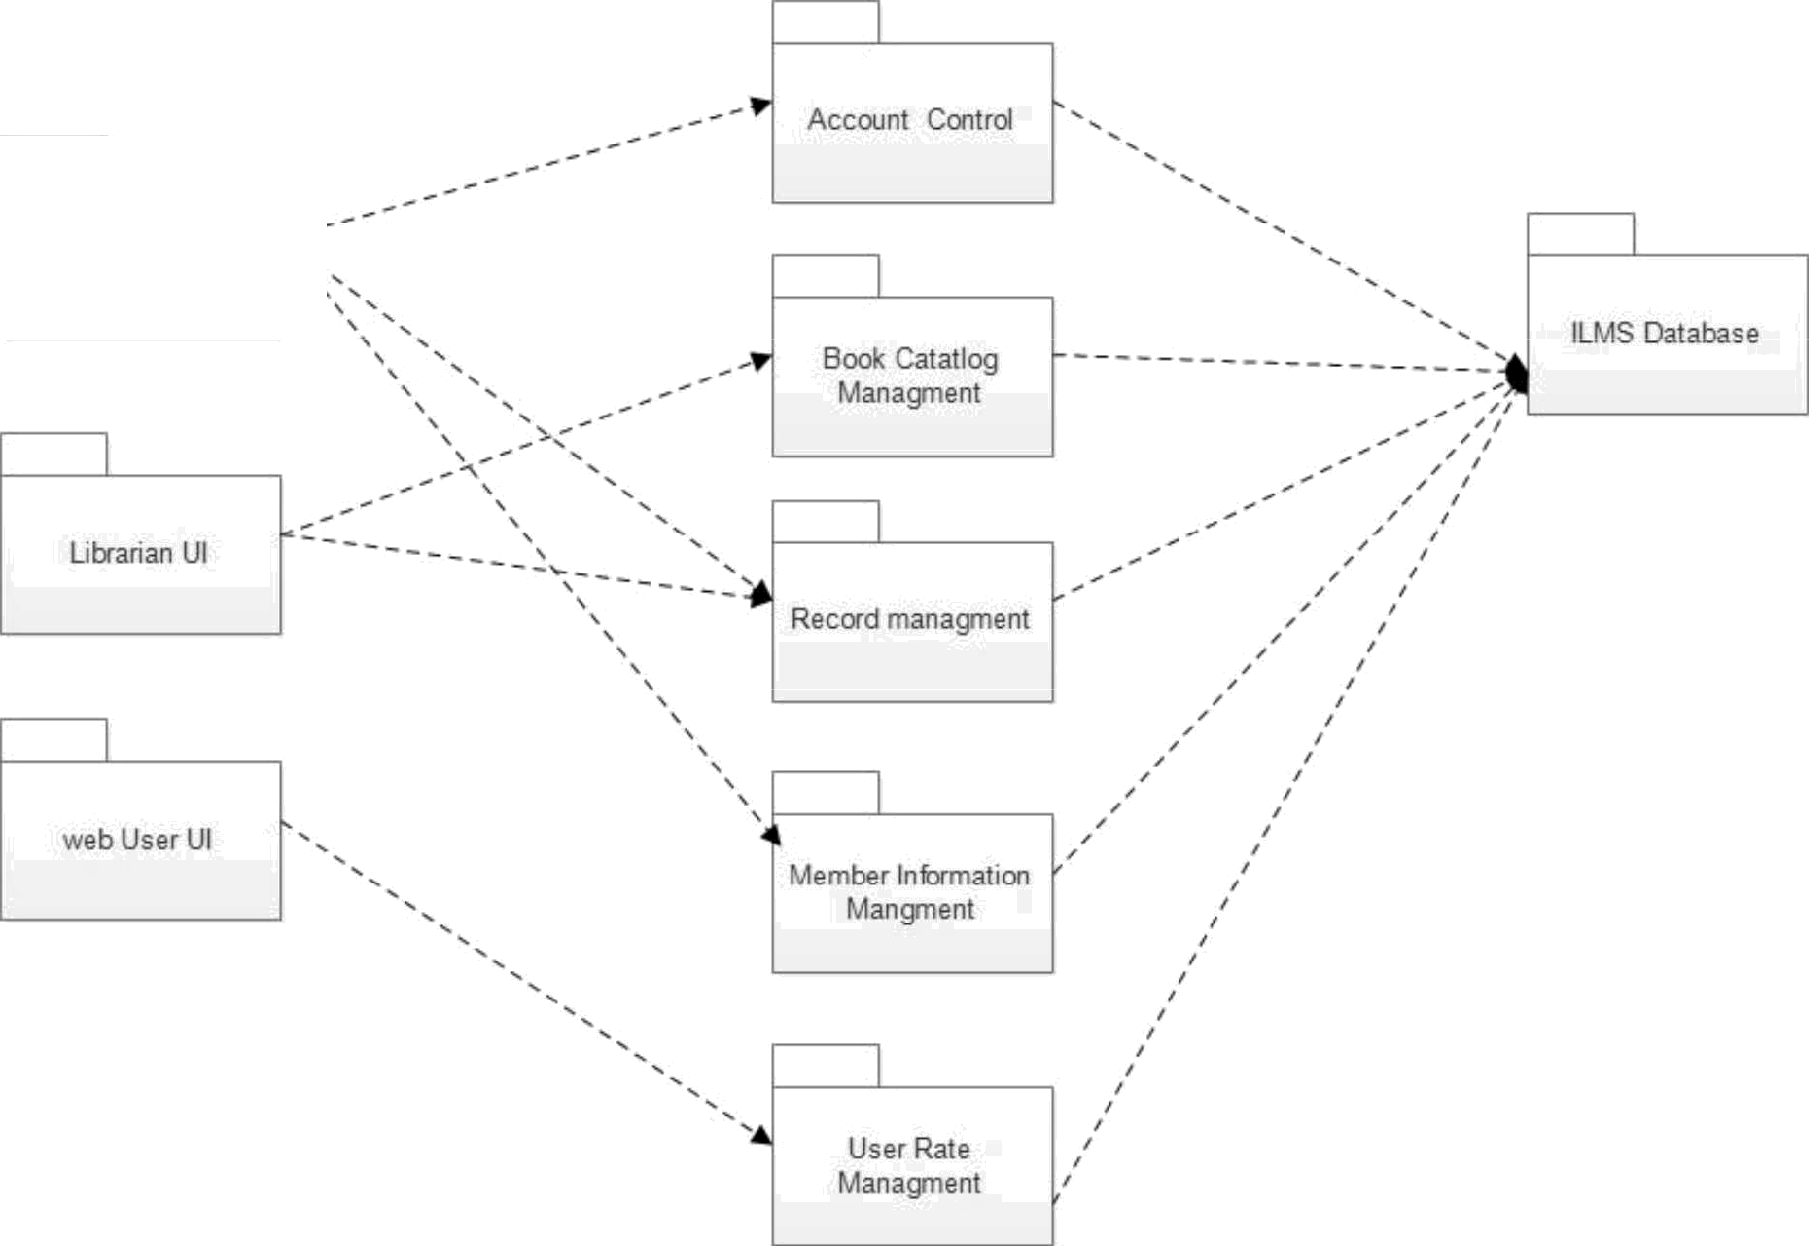 Account Control
ILMS Database
Book Catatlog
Managment
Librarian UI
Record managment
web User UI
Member Information
Mangment
User Rate
Managment